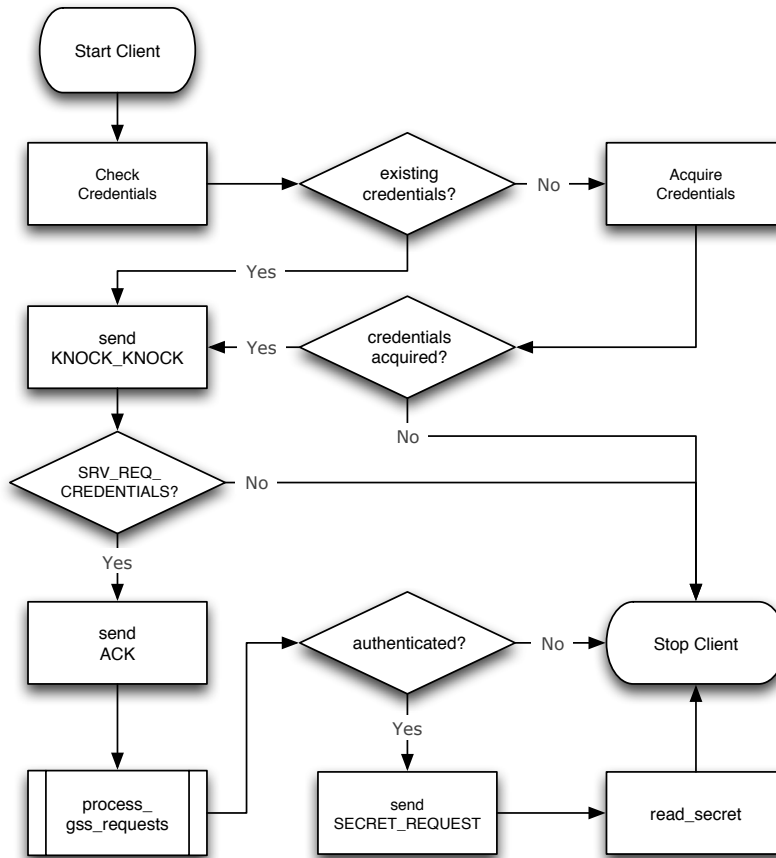 Start Client
Check
Credentials
existing
credentials?
No
Acquire
Credentials
Yes
send
KNOCK_KNOCK
Yes
credentials
acquired?
No
SRV_REQ_
CREDENTIALS?
No
Yes
send
ACK
authenticated?
No
Stop Client
Yes
process_
gss_requests
send
SECRET_REQUEST
read_secret